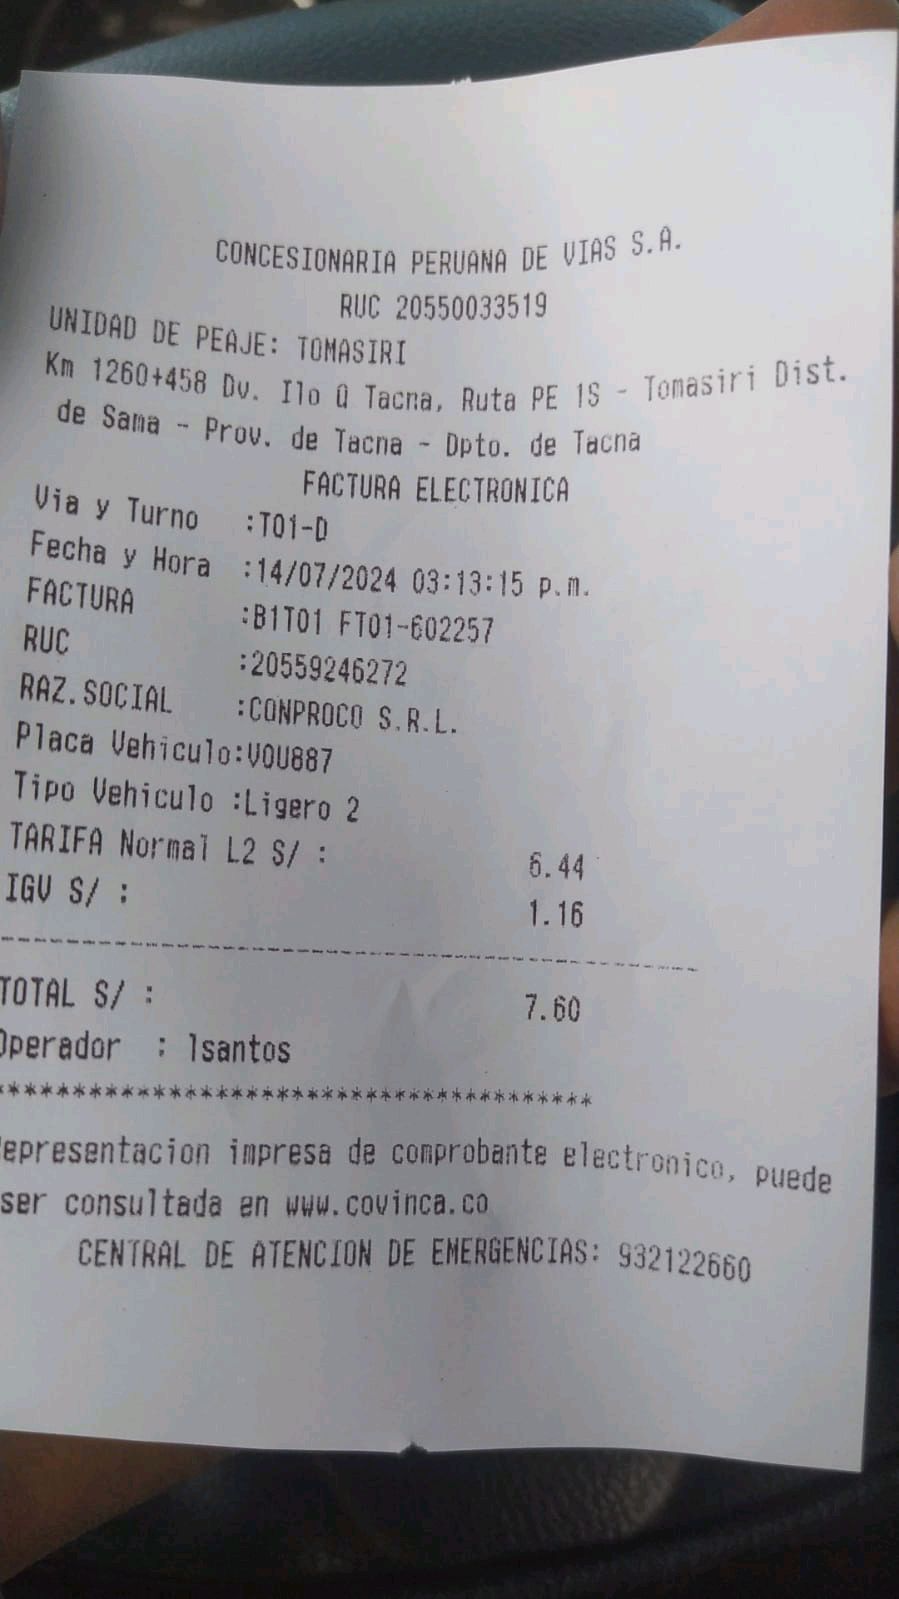 CONCESIONARIA PERUANA DE VIAS S.A.
RUC 20550033519
UNIDAD DE PEAJE: TOMASIRI
Km 1260+458 Dv. Ilo Û Tacna, Ruta PE 1S - Tomasiri Dist.
de Sama - Prov. de Tacna - Dpto. de Tacna
FACTURA ELECTRONICA
Via y Turno :T01-D
Fecha y Hora :14/07/2024 03:13:15 p.m.
FACTURA :B1T01 FT01-602257
RUC :20559246272
RAZ.SOCIAL :CONPROCO S.R.L.
Placa Vehiculo:VOU887
Tipo Vehiculo :Ligero 2
TARIFA Normal L2 S/ : 6.44
IGV S/ : 1.16
--------------------------------------------
TOTAL S/ : 7.60
Operador : lsantos
**************************************
Representacion impresa de comprobante electronico, puede
ser consultada en www.covinca.co
CENTRAL DE ATENCION DE EMERGENCIAS: 932122660